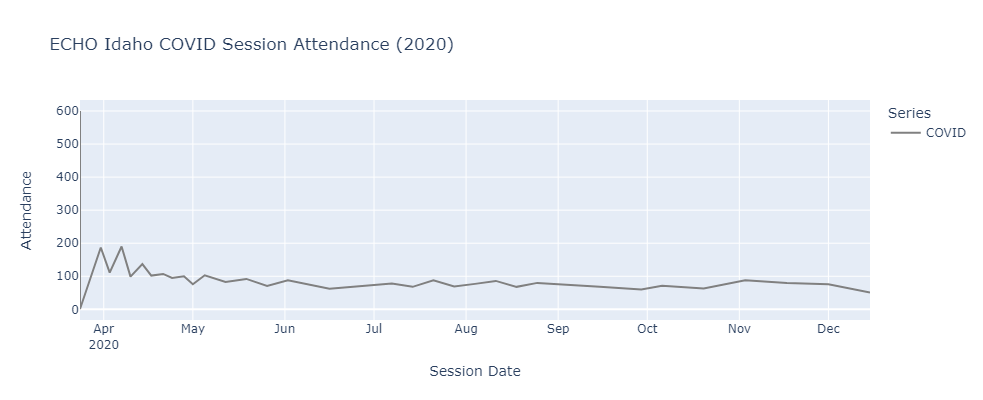 ECHO Idaho COVID Session Attendance (2020)
600
500
400
300
200
100
0
Attendance
Apr
2020
May
Jun
Jul
Aug
Sep
Oct
Nov
Dec
Session Date
Series
COVID